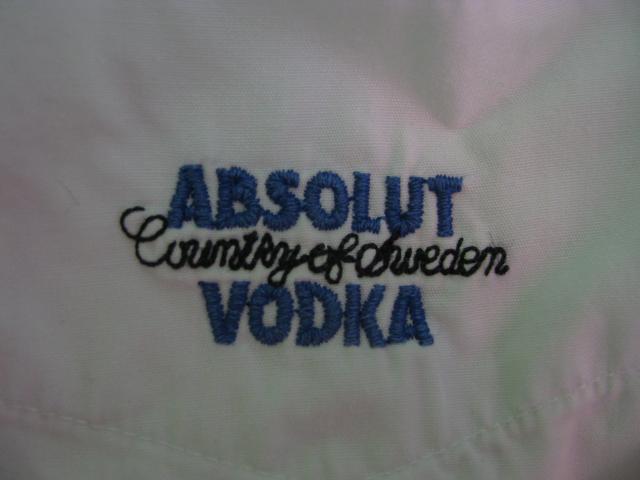 ABSOLUT
Country of Sweden
VODKA